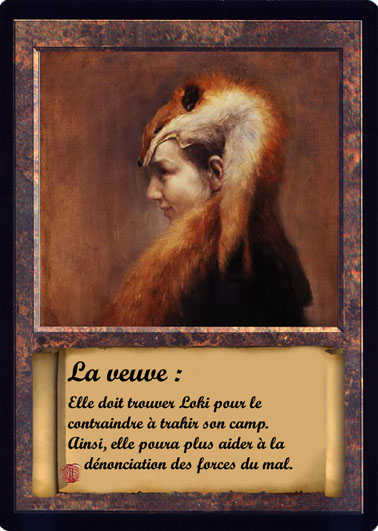 La veuve :
Elle doit trouver Loki pour le
contraindre à trahir son camp.
Ainsi, elle poura plus aider à la
dénonciation des forces du mal.